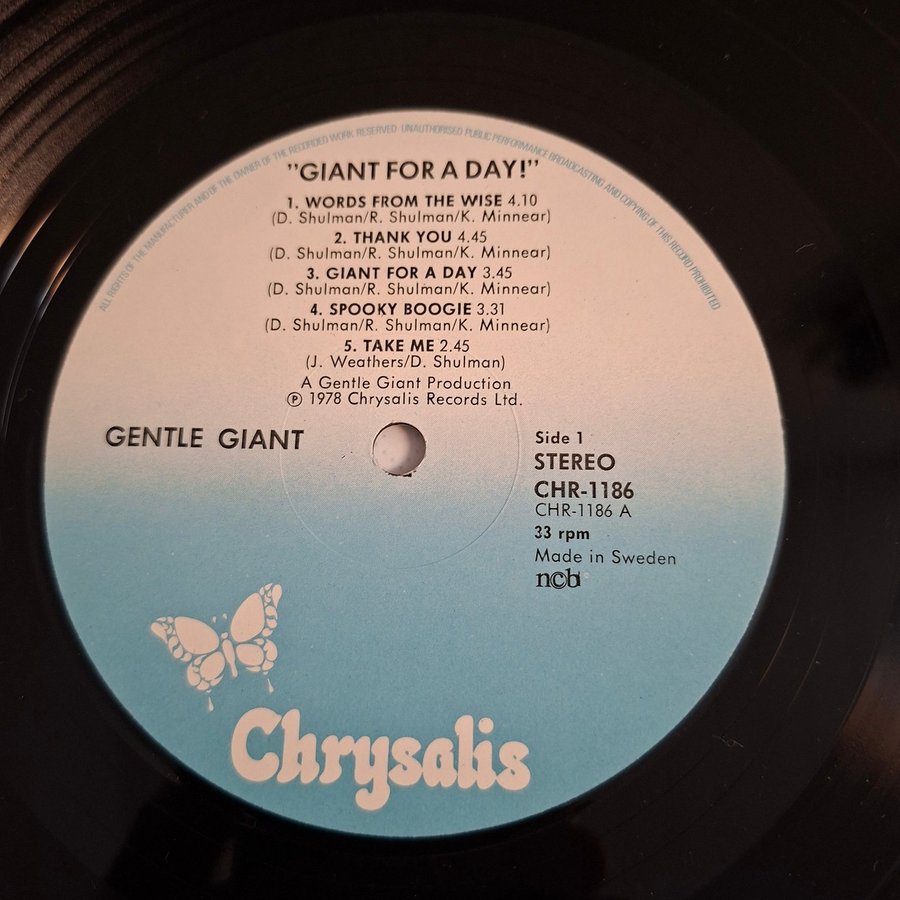 ALL RIGHTS OF THE MANUFACTURER AND OF THE OWNER OF THE RECORDED WORK RESERVED UNAUTHORISED PUBLIC PERFORMANCE BROADCASTING AND COPYING OF THIS RECORD PROHIBITED
"GIANT FOR A DAY!"
1. WORDS FROM THE WISE 4.10
(D. Shulman/R. Shulman/K. Minnear)
2. THANK YOU 4.45
(D. Shulman/R. Shulman/K. Minnear)
3. GIANT FOR A DAY 3.45
(D. Shulman/R. Shulman/K. Minnear)
4. SPOOKY BOOGIE 3.31
(D. Shulman/R. Shulman/K. Minnear)
5. TAKE ME 2.45
(J. Weathers/D. Shulman)
A Gentle Giant Production
℗ 1978 Chrysalis Records Ltd.
GENTLE GIANT
Side 1
STEREO
CHR-1186
CHR-1186 A
33 rpm
Made in Sweden
n©b
Chrysalis